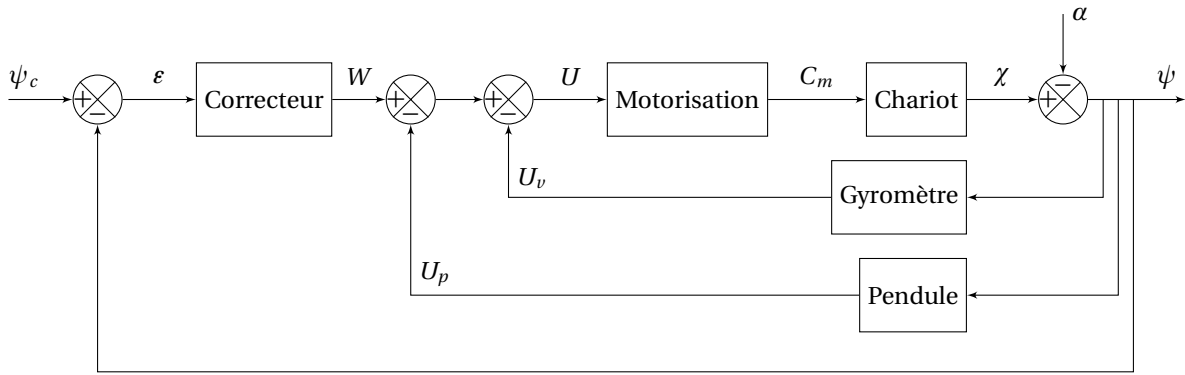 α
ψc
ε
Correcteur
W
U
Motorisation
Cm
Chariot
χ
ψ
+
−
+
−
+
−
+
−
Uv
Gyromètre
Up
Pendule